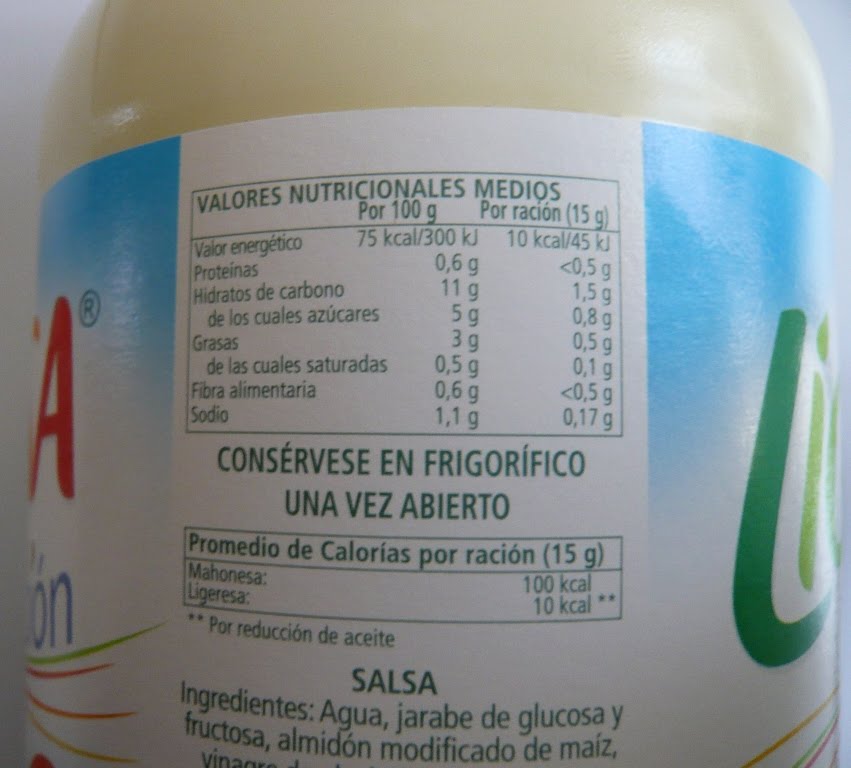 VALORES NUTRICIONALES MEDIOS
Por 100 g Por ración (15 g)
Valor energético 75 kcal/300 kJ 10 kcal/45 kJ
Proteínas 0,6 g <0,5 g
Hidratos de carbono 11 g 1,5 g
de los cuales azúcares 5 g 0,8 g
Grasas 3 g 0,5 g
de las cuales saturadas 0,5 g 0,1 g
Fibra alimentaria 0,6 g <0,5 g
Sodio 1,1 g 0,17 g
CONSÉRVESE EN FRIGORÍFICO
UNA VEZ ABIERTO
Promedio de Calorías por ración (15 g)
Mahonesa: 100 kcal
Ligeresa: 10 kcal **
** Por reducción de aceite
SALSA
Ingredientes: Agua, jarabe de glucosa y
fructosa, almidón modificado de maíz,
A®
ón
Li